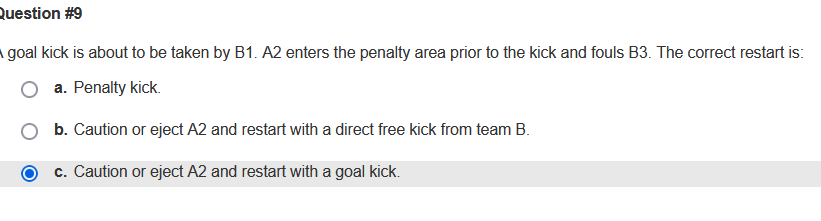 Question #9
goal kick is about to be taken by B1. A2 enters the penalty area prior to the kick and fouls B3. The correct restart is:
a. Penalty kick.
b. Caution or eject A2 and restart with a direct free kick from team B.
c. Caution or eject A2 and restart with a goal kick.